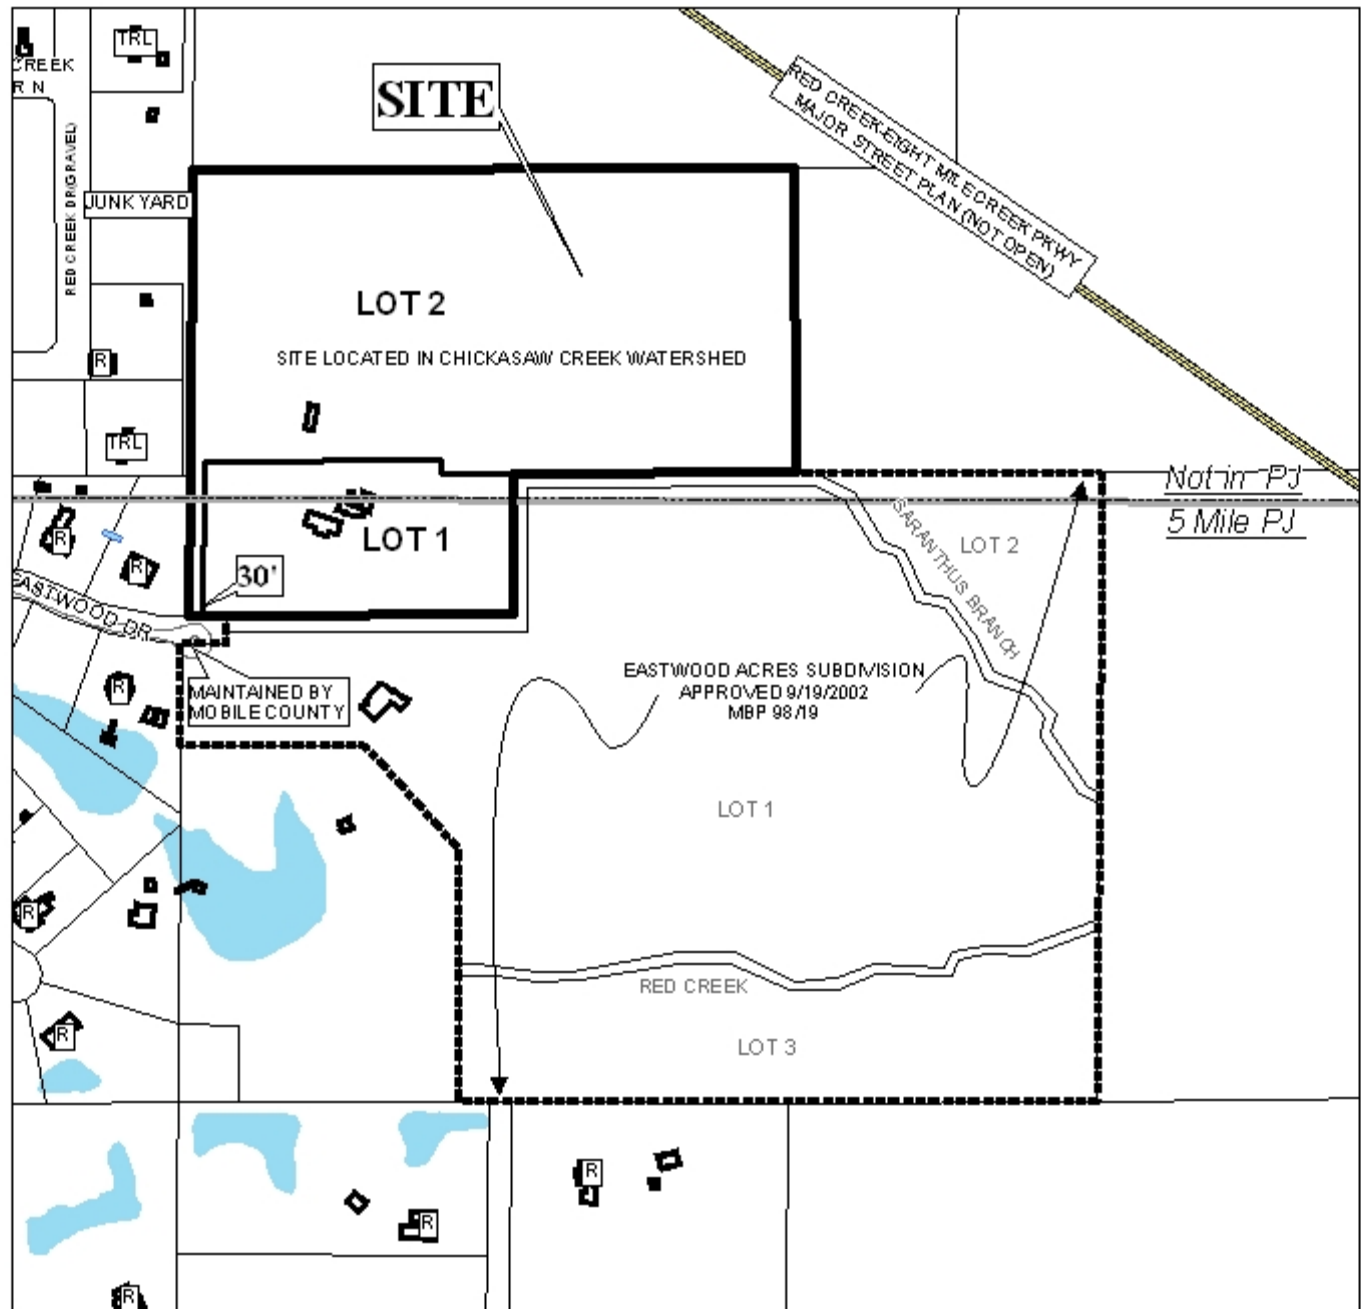 TRL
CREEK
R N
RED CREEK DR(GRAVEL)
JUNK YARD
SITE
RED CREEK-EIGHT MILE CREEK PKWY
MAJOR STREET PLAN (NOT OPEN)
LOT 2
SITE LOCATED IN CHICKASAW CREEK WATERSHED
R
TRL
Not in PJ
5 Mile PJ
LOT 1
30'
R
R
EASTWOOD DR
SARANTHUS BRANCH
LOT 2
EASTWOOD ACRES SUBDIVISION
APPROVED 9/19/2002
MBP 98/19
R
MAINTAINED BY
MOBILE COUNTY
LOT 1
R
RED CREEK
R
LOT 3
R
R
R